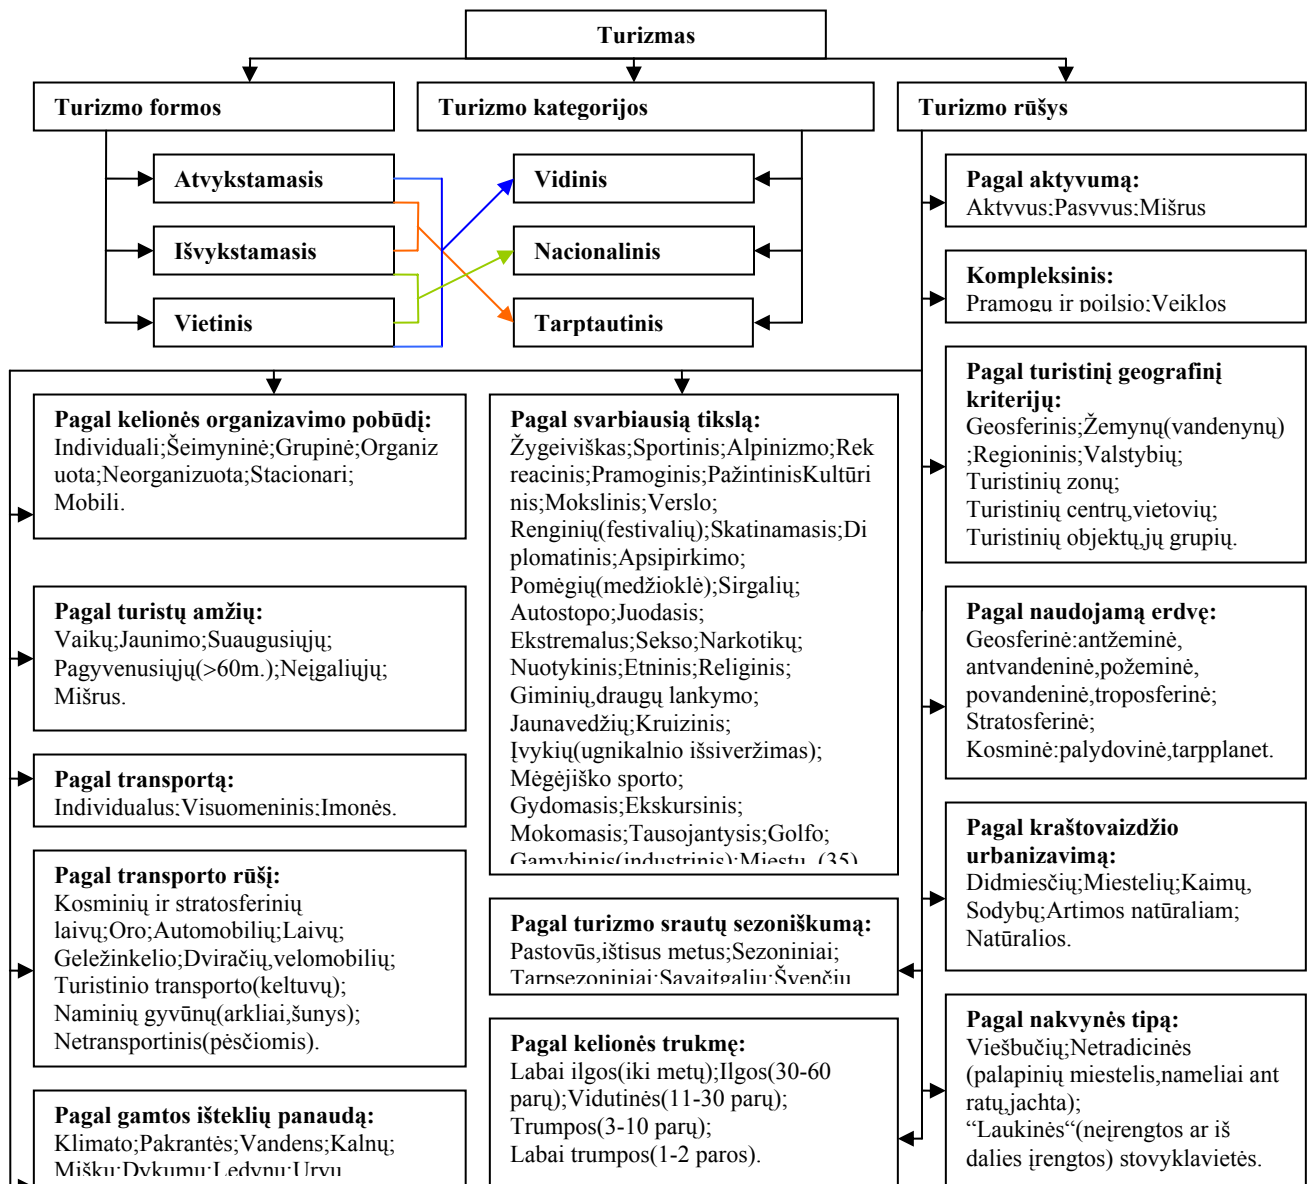 Turizmas
Turizmo formos
Turizmo kategorijos
Turizmo rūšys
Atvykstamasis
Išvykstamasis
Vietinis
Vidinis
Nacionalinis
Tarptautinis
Pagal aktyvumą:
Aktyvus;Pasyvus;Mišrus
Kompleksinis:
Pramogų ir poilsio;Veiklos
Pagal turistinį geografinį
kriterijų:
Geosferinis;Žemynų(vandenynų)
;Regioninis;Valstybių;
Turistinių zonų;
Turistinių centrų,vietovių;
Turistinių objektų,jų grupių.
Pagal kelionės organizavimo pobūdį:
Individuali;Šeimyninė;Grupinė;Organiz
uota;Neorganizuota;Stacionari;
Mobili.
Pagal svarbiausią tikslą:
Žygeiviškas;Sportinis;Alpinizmo;Rek
reacinis;Pramoginis;PažintinisKultūri
nis;Mokslinis;Verslo;
Renginių(festivalių);Skatinamasis;Di
plomatinis;Apsipirkimo;
Pomėgių(medžioklė);Sirgalių;
Autostopo;Juodasis;
Ekstremalus;Sekso;Narkotikų;
Nuotykinis;Etninis;Religinis;
Giminių,draugų lankymo;
Jaunavedžių;Kruizinis;
Įvykių(ugnikalnio išsiveržimas);
Mėgėjiško sporto;
Gydomasis;Ekskursinis;
Mokomasis;Tausojantysis;Golfo;
Gamybinis(industrinis);Miestų. (35)
Pagal turistų amžių:
Vaikų;Jaunimo;Suaugusiųjų;
Pagyvenusiųjų(>60m.);Neįgaliųjų;
Mišrus.
Pagal naudojamą erdvę:
Geosferinė:antžeminė,
antvandeninė,požeminė,
povandeninė,troposferinė;
Stratosferinė;
Kosminė:palydovinė,tarpplanet.
Pagal transportą:
Individualus;Visuomeninis;Įmonės.
Pagal kraštovaizdžio
urbanizavimą:
Didmiesčių;Miestelių;Kaimų,
Sodybų;Artimos natūraliam;
Natūralios.
Pagal transporto rūšį:
Kosminių ir stratosferinių
laivų;Oro;Automobilių;Laivų;
Geležinkelio;Dviračių,velomobilių;
Turistinio transporto(keltuvų);
Naminių gyvūnų(arkliai,šunys);
Netransportinis(pėsčiomis).
Pagal turizmo srautų sezoniškumą:
Pastovūs,ištisus metus;Sezoniniai;
Tarpsezoniniai;Savaitgalių;Švenčių
Pagal kelionės trukmę:
Labai ilgos(iki metų);Ilgos(30-60
parų);Vidutinės(11-30 parų);
Trumpos(3-10 parų);
Labai trumpos(1-2 paros).
Pagal nakvynės tipą:
Viešbučių;Netradicinės
(palapinių miestelis,nameliai ant
ratų,jachta);
“Laukinės“(neįrengtos ar iš
dalies įrengtos) stovyklavietės.
Pagal gamtos išteklių panaudą:
Klimato;Pakrantės;Vandens;Kalnų;
Miškų;Dykumų;Ledynų;Urvų